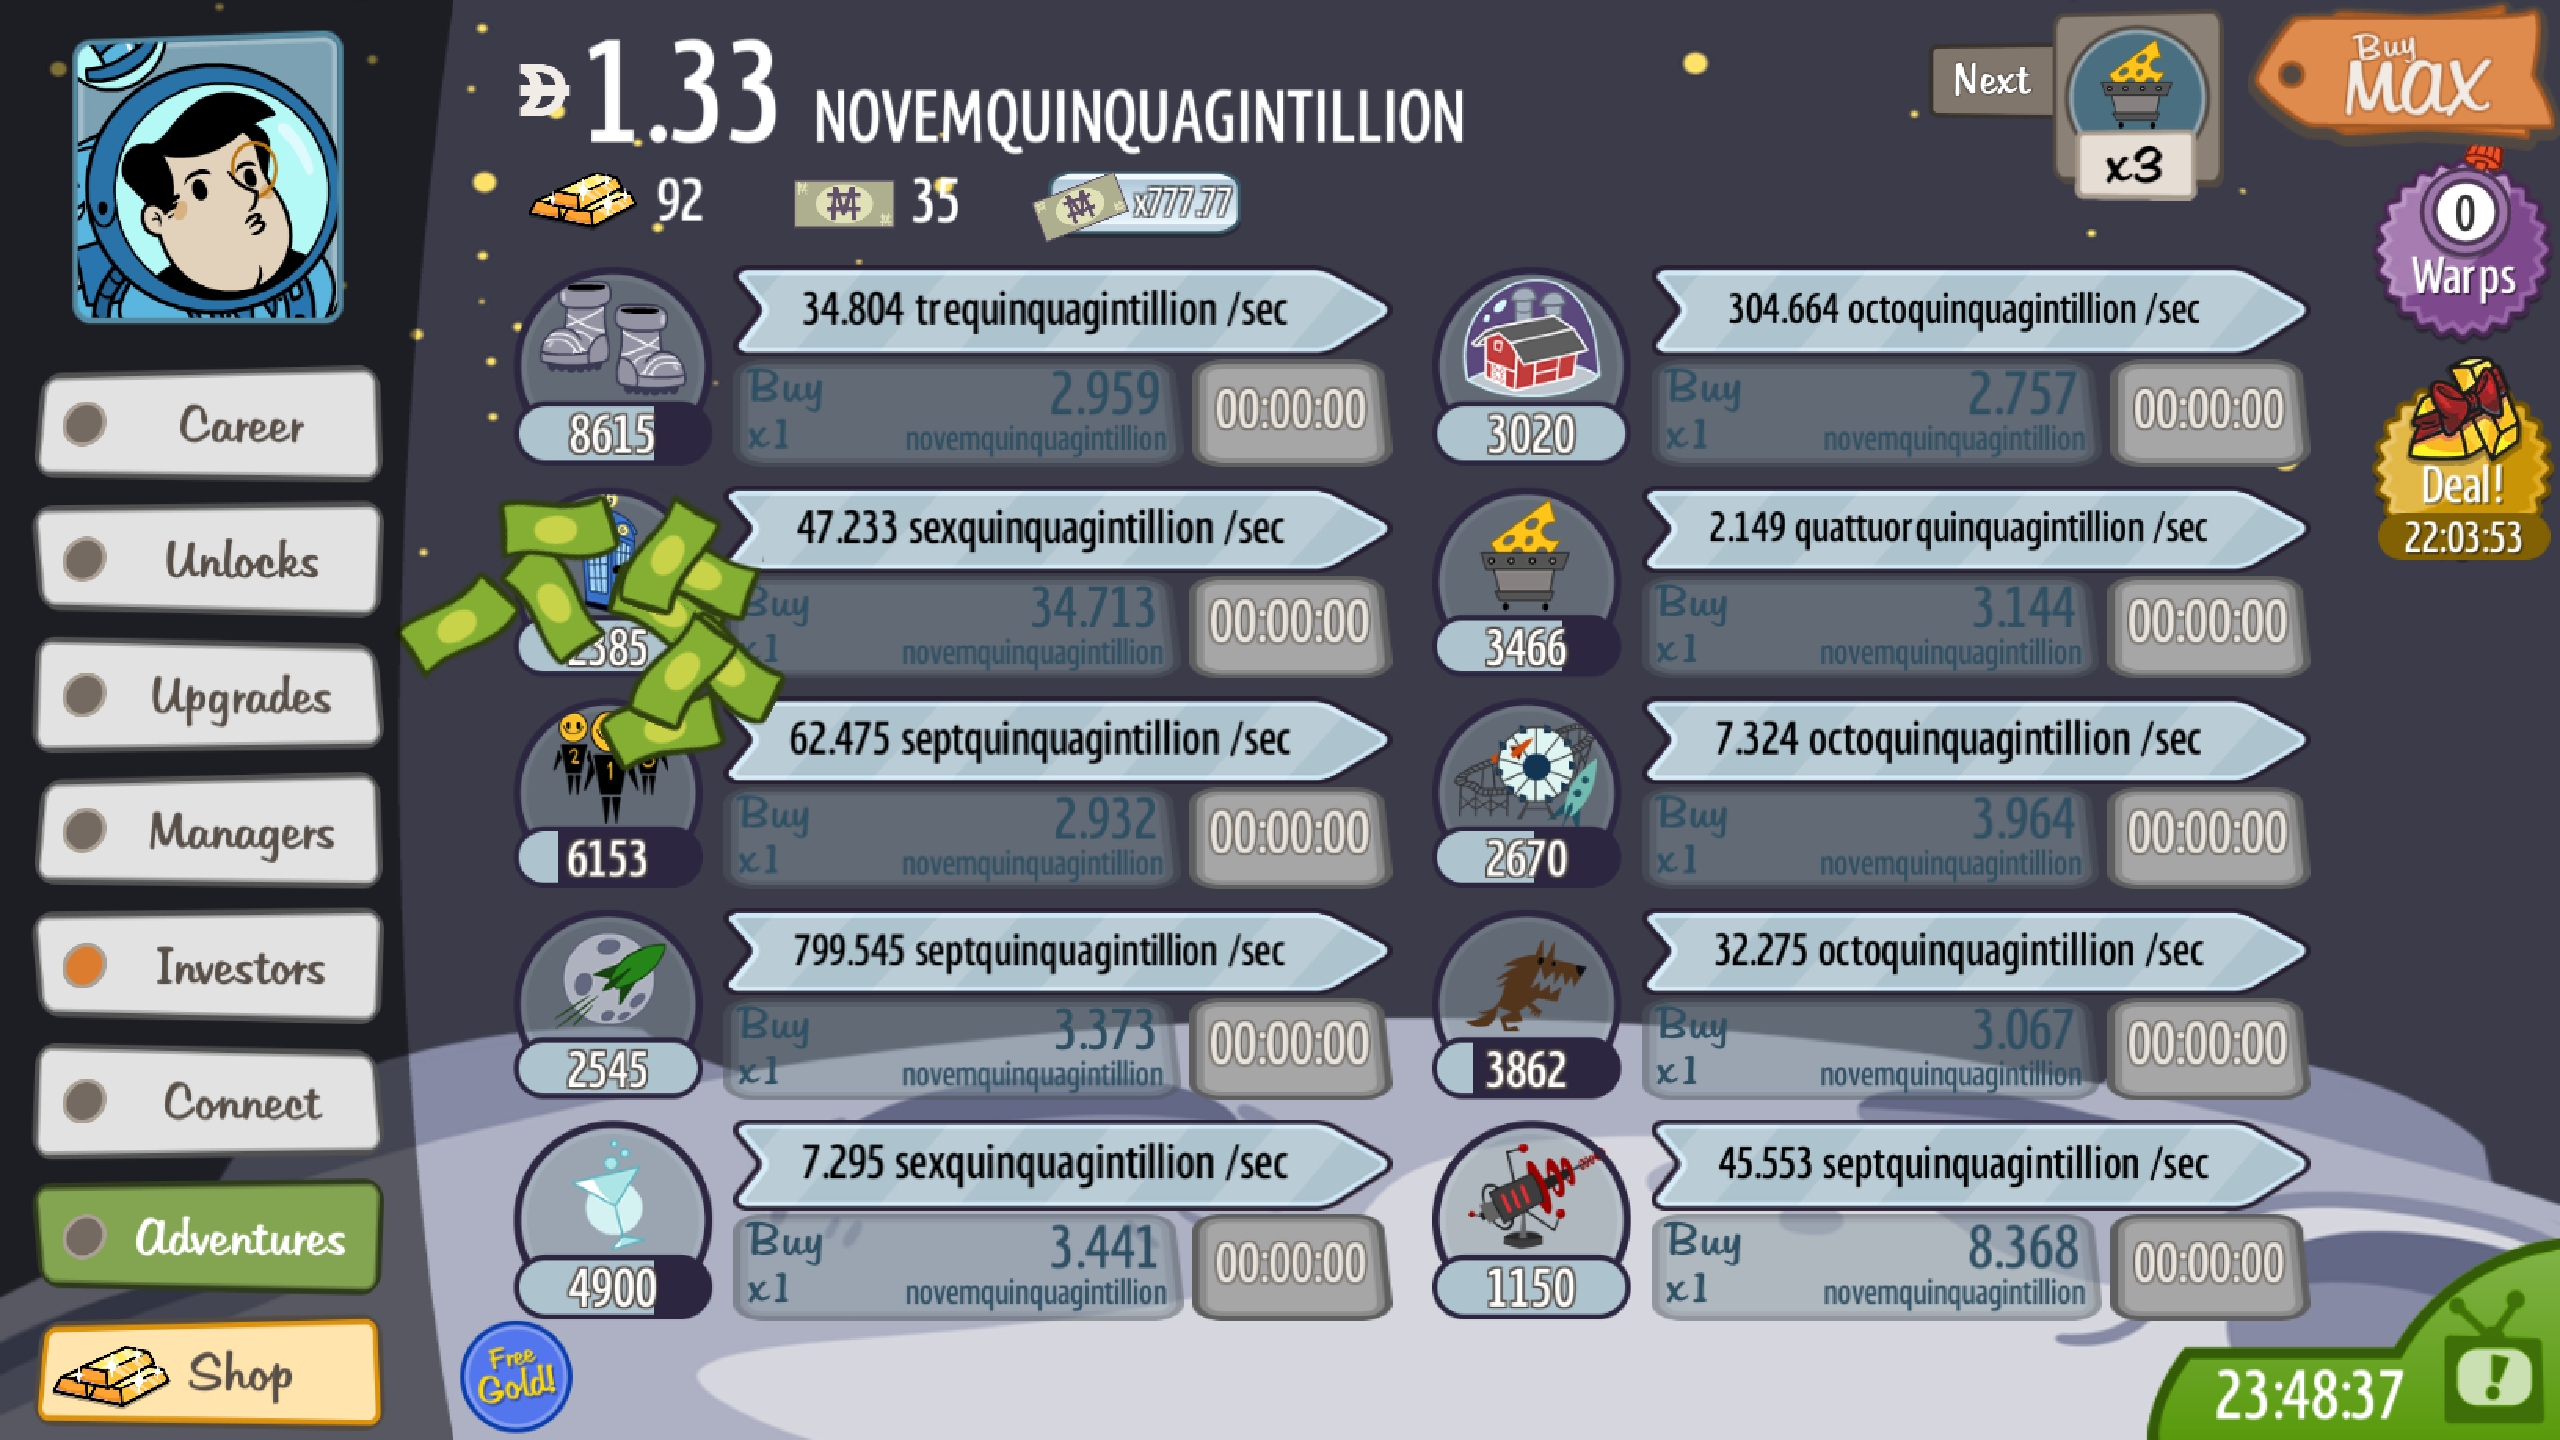 1.33 NOVEMQUINQUAGINTILLION
Next
x3
Buy
MAX
92
35
x777.77
0
Warps
Deal!
22:03:53
Career
Unlocks
Upgrades
Managers
Investors
Connect
Adventures
Shop
34.804 trequinquagintillion /sec
Buy
x1
2.959
novemquinquagintillion
00:00:00
8615
304.664 octoquinquagintillion /sec
Buy
x1
2.757
novemquinquagintillion
00:00:00
3020
47.233 sexquinquagintillion /sec
Buy
x1
34.713
novemquinquagintillion
00:00:00
2385
2.149 quattuorquinquagintillion /sec
Buy
x1
3.144
novemquinquagintillion
00:00:00
3466
62.475 septquinquagintillion /sec
2
1
Buy
x1
2.932
novemquinquagintillion
00:00:00
6153
7.324 octoquinquagintillion /sec
Buy
x1
3.964
novemquinquagintillion
00:00:00
2670
799.545 septquinquagintillion /sec
Buy
x1
3.373
novemquinquagintillion
00:00:00
2545
32.275 octoquinquagintillion /sec
Buy
x1
3.067
novemquinquagintillion
00:00:00
3862
7.295 sexquinquagintillion /sec
Buy
x1
3.441
novemquinquagintillion
00:00:00
4900
45.553 septquinquagintillion /sec
Buy
x1
8.368
novemquinquagintillion
00:00:00
1150
Free
Gold!
23:48:37
!